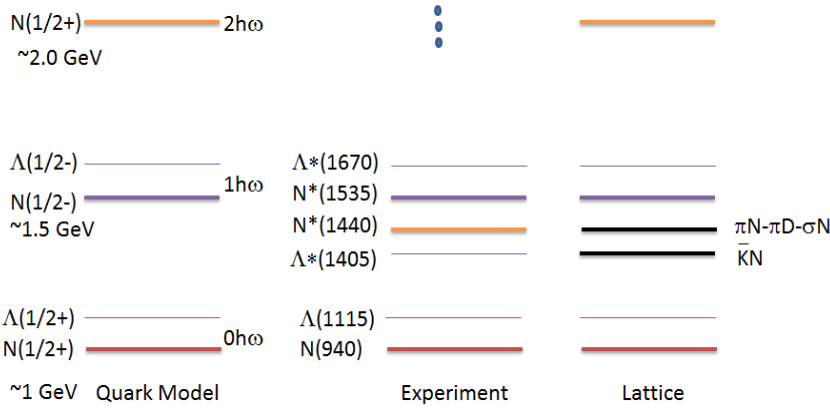 N(1/2+) 2hω
~2.0 GeV
Λ(1/2-) Λ*(1670)
1hω
N(1/2-) N*(1535)
~1.5 GeV N*(1440) πN-πD-σN
Λ*(1405) K̄N
Λ(1/2+) Λ(1115)
0hω
N(1/2+) N(940)
~1 GeV Quark Model Experiment Lattice